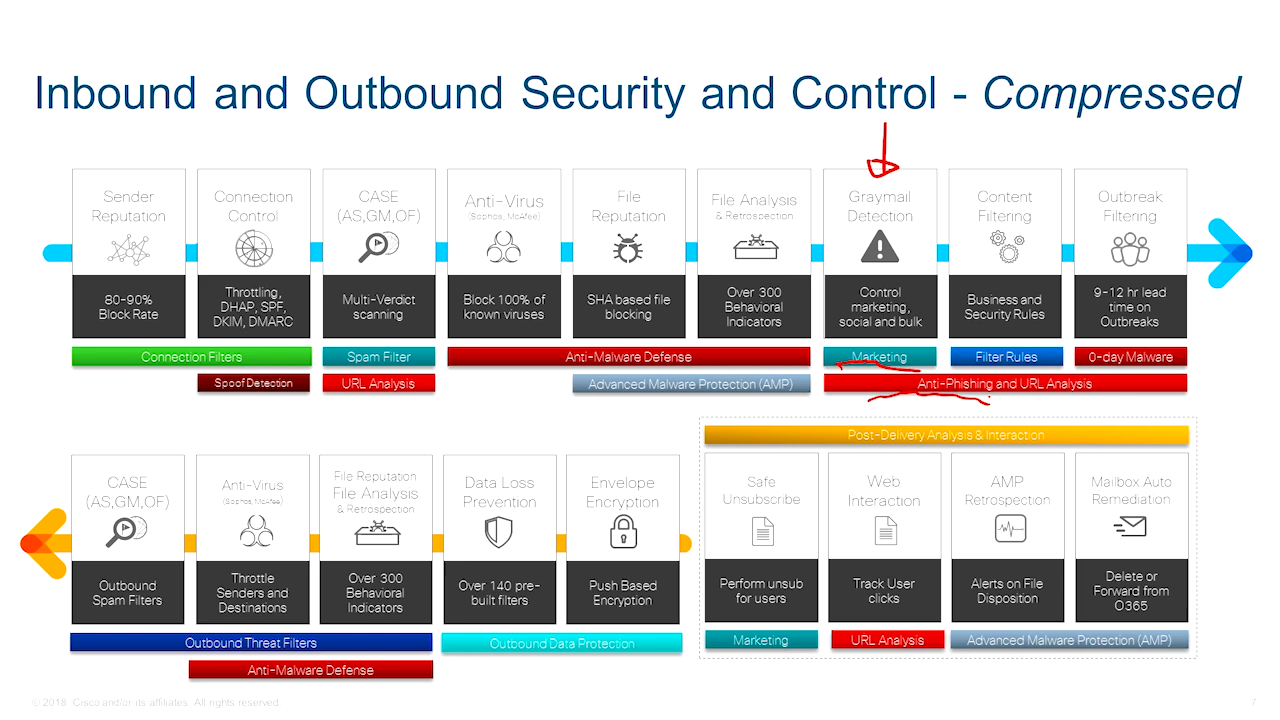 Inbound and Outbound Security and Control - Compressed
Sender
Reputation
80-90%
Block Rate
Connection
Control
Throttling,
DHAP, SPF,
DKIM, DMARC
CASE
(AS,GM,OF)
Multi-Verdict
scanning
Anti-Virus
(Sophos, McAfee)
Block 100% of
known viruses
File
Reputation
SHA based file
blocking
File Analysis
& Retrospection
Over 300
Behavioral
Indicators
Graymail
Detection
Control
marketing,
social and bulk
Content
Filtering
Business and
Security Rules
Outbreak
Filtering
9-12 hr lead
time on
Outbreaks
Connection Filters
Spam Filter
Anti-Malware Defense
Marketing
Filter Rules
0-day Malware
Spoof Detection
URL Analysis
Advanced Malware Protection (AMP)
Anti-Phishing and URL Analysis
CASE
(AS,GM,OF)
Outbound
Spam Filters
Anti-Virus
(Sophos, McAfee)
Throttle
Senders and
Destinations
File Reputation
File Analysis
& Retrospection
Over 300
Behavioral
Indicators
Data Loss
Prevention
Over 140 pre-
built filters
Envelope
Encryption
Push Based
Encryption
Outbound Threat Filters
Outbound Data Protection
Anti-Malware Defense
Post-Delivery Analysis & Interaction
Safe
Unsubscribe
Perform unsub
for users
Web
Interaction
Track User
clicks
AMP
Retrospection
Alerts on File
Disposition
Mailbox Auto
Remediation
Delete or
Forward from
O365
Marketing
URL Analysis
Advanced Malware Protection (AMP)
© 2018 Cisco and/or its affiliates. All rights reserved
7